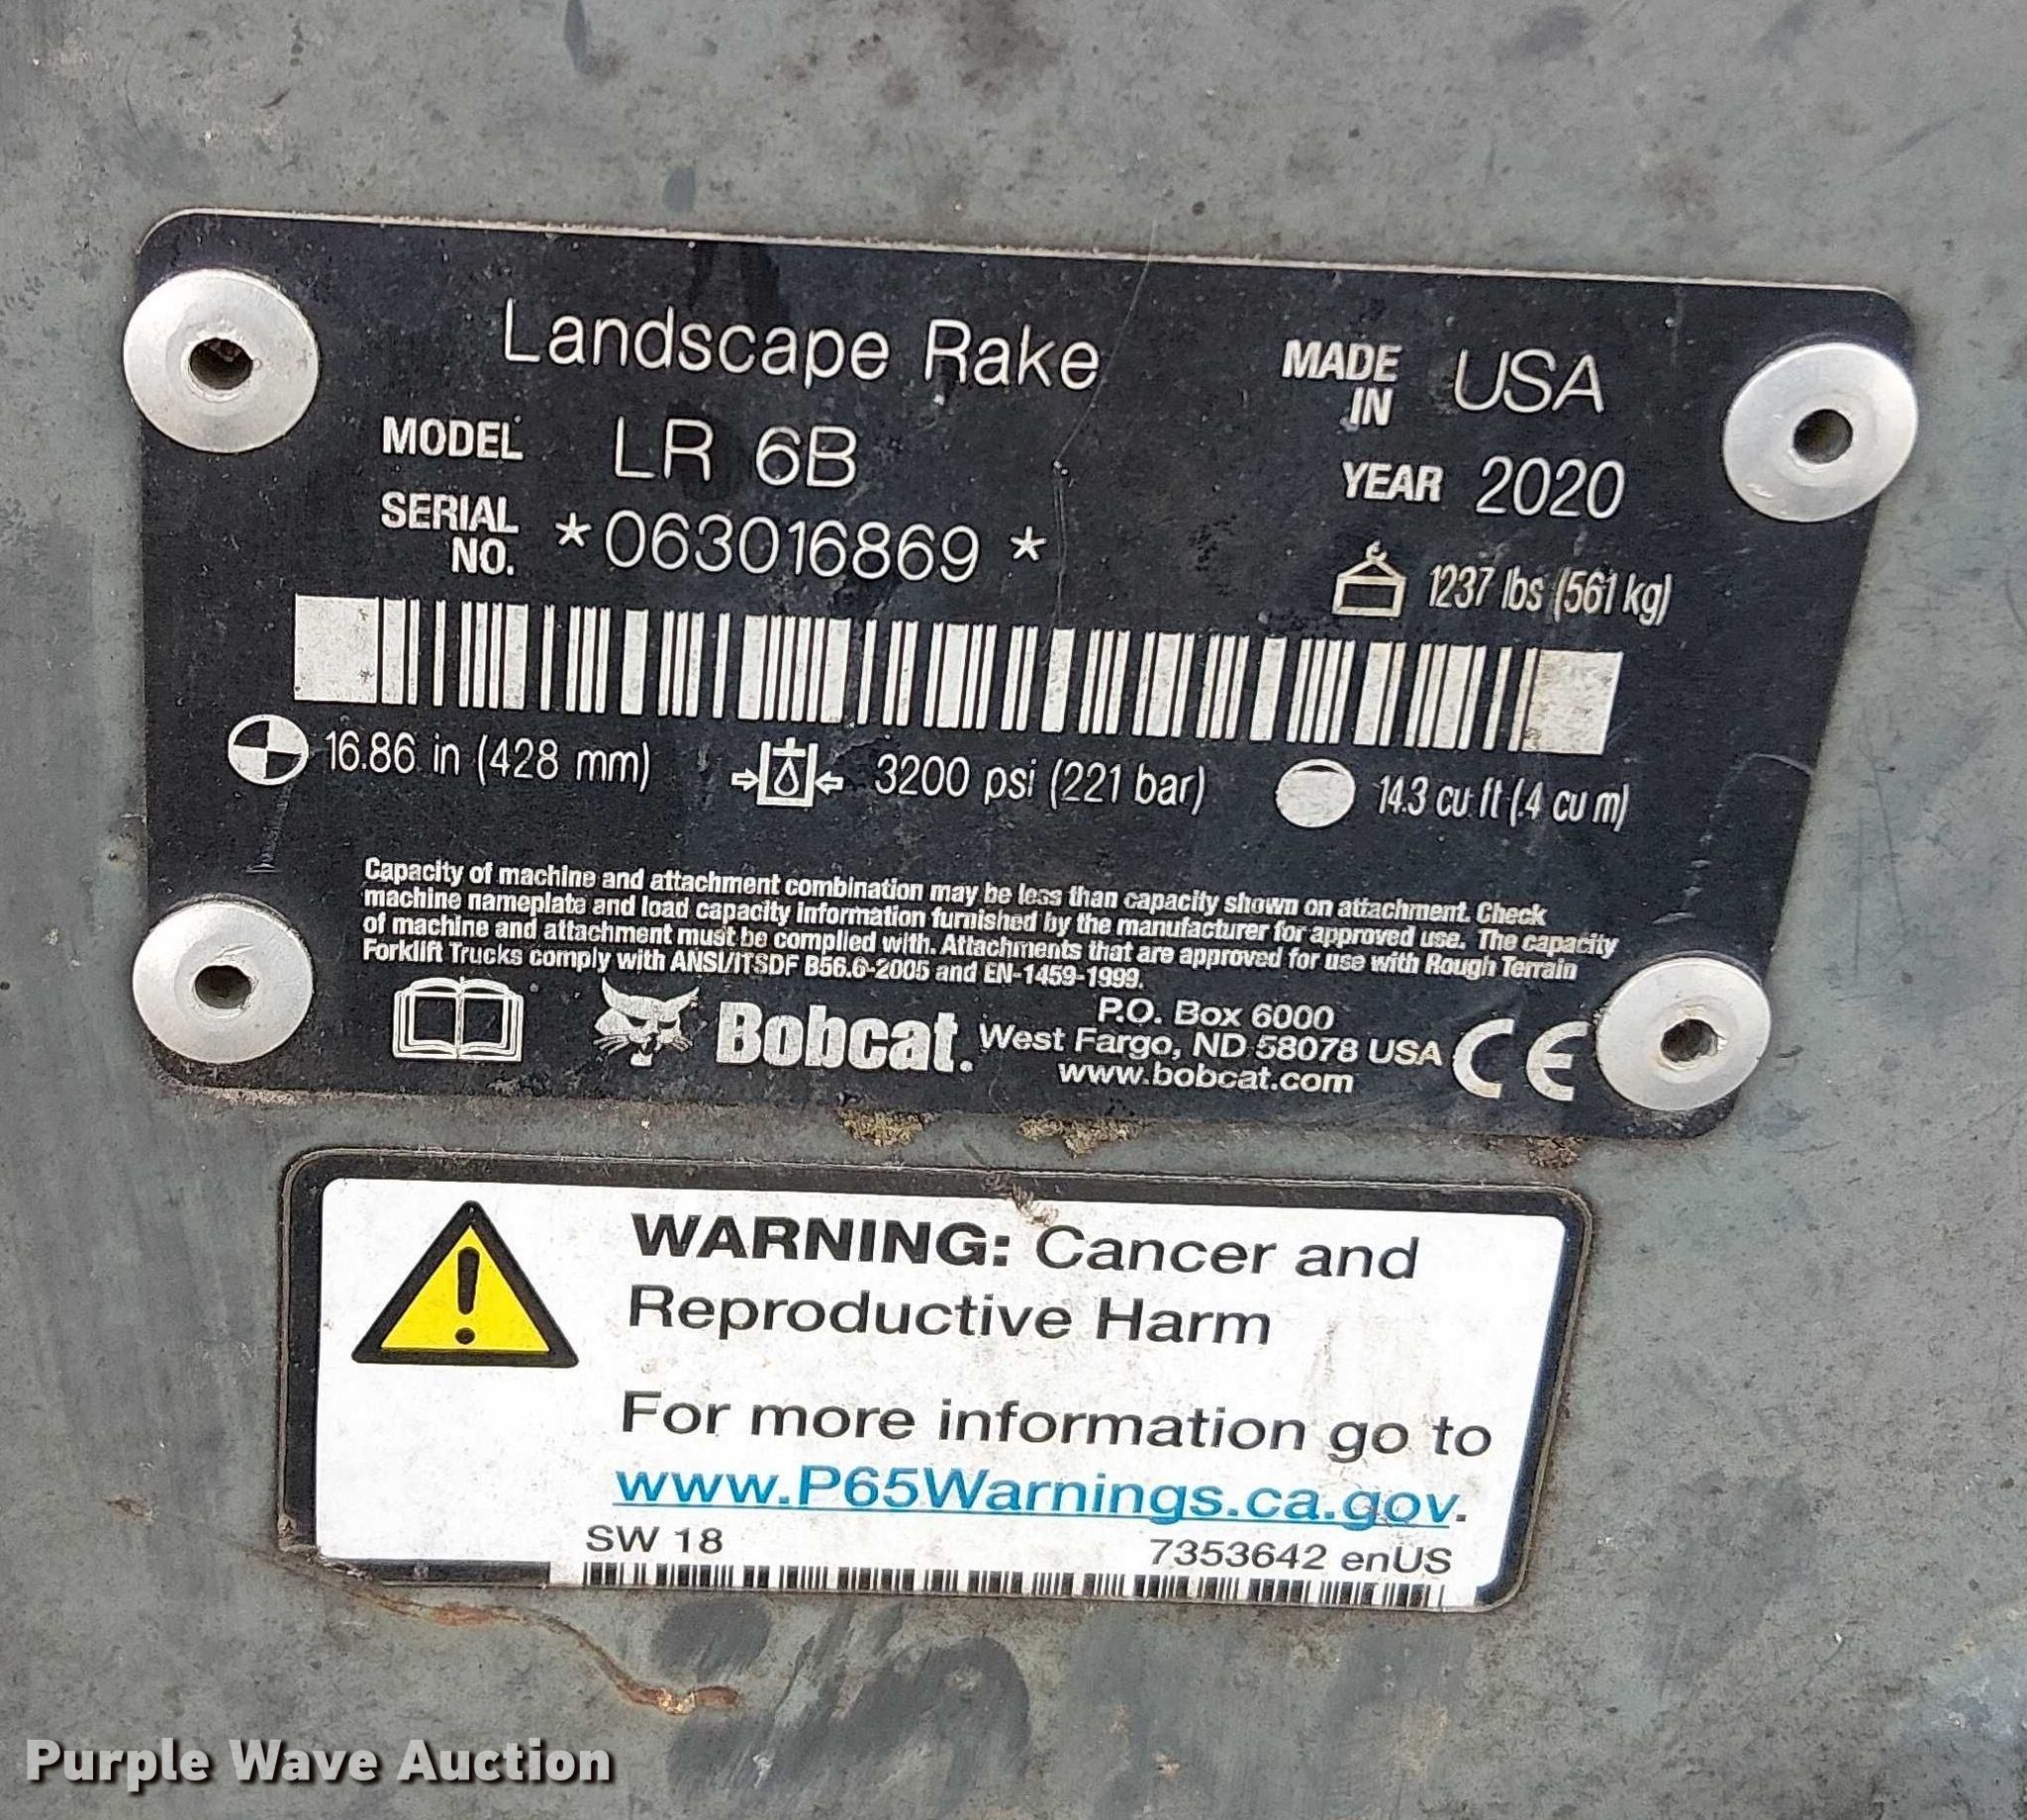 Landscape Rake
MADE IN USA
MODEL LR 6B
YEAR 2020
SERIAL NO. *063016869*
1237 lbs (561 kg)
16.86 in (428 mm)
3200 psi (221 bar)
14.3 cu ft (.4 cu m)
Capacity of machine and attachment combination may be less than capacity shown on attachment. Check
machine nameplate and load capacity information furnished by the manufacturer for approved use. The capacity
of machine and attachment must be complied with. Attachments that are approved for use with Rough Terrain
Forklift Trucks comply with ANSI/ITSDF B56.6-2005 and EN-1459-1999.
Bobcat.
P.O. Box 6000
West Fargo, ND 58078 USA
www.bobcat.com
CE
WARNING: Cancer and
Reproductive Harm
For more information go to
www.P65Warnings.ca.gov.
SW 18
7353642 enUS
Purple Wave Auction